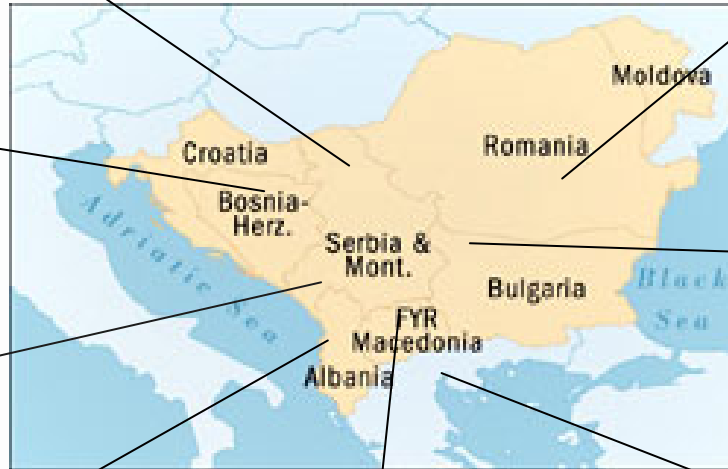 Moldova
Croatia
Romania
Bosnia-
Herz.
Adriatic Sea
Serbia &
Mont.
Bulgaria
Black
Sea
FYR
Macedonia
Albania